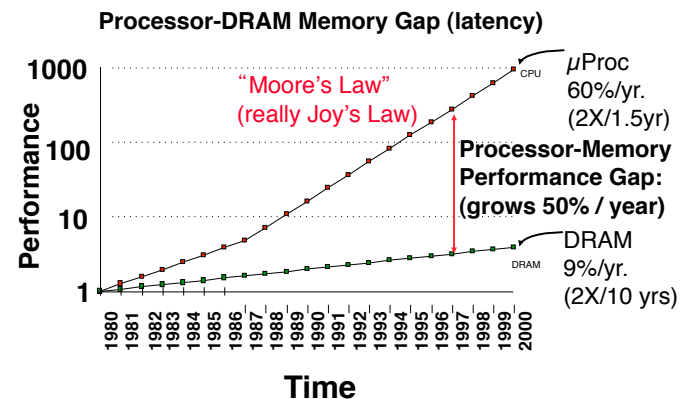 Processor-DRAM Memory Gap (latency)
1000
100
10
1
Performance
“Moore’s Law”
(really Joy’s Law)
CPU
µProc
60%/yr.
(2X/1.5yr)
Processor-Memory
Performance Gap:
(grows 50% / year)
DRAM
DRAM
9%/yr.
(2X/10 yrs)
1980
1981
1982
1983
1984
1985
1986
1987
1988
1989
1990
1991
1992
1993
1994
1995
1996
1997
1998
1999
2000
Time